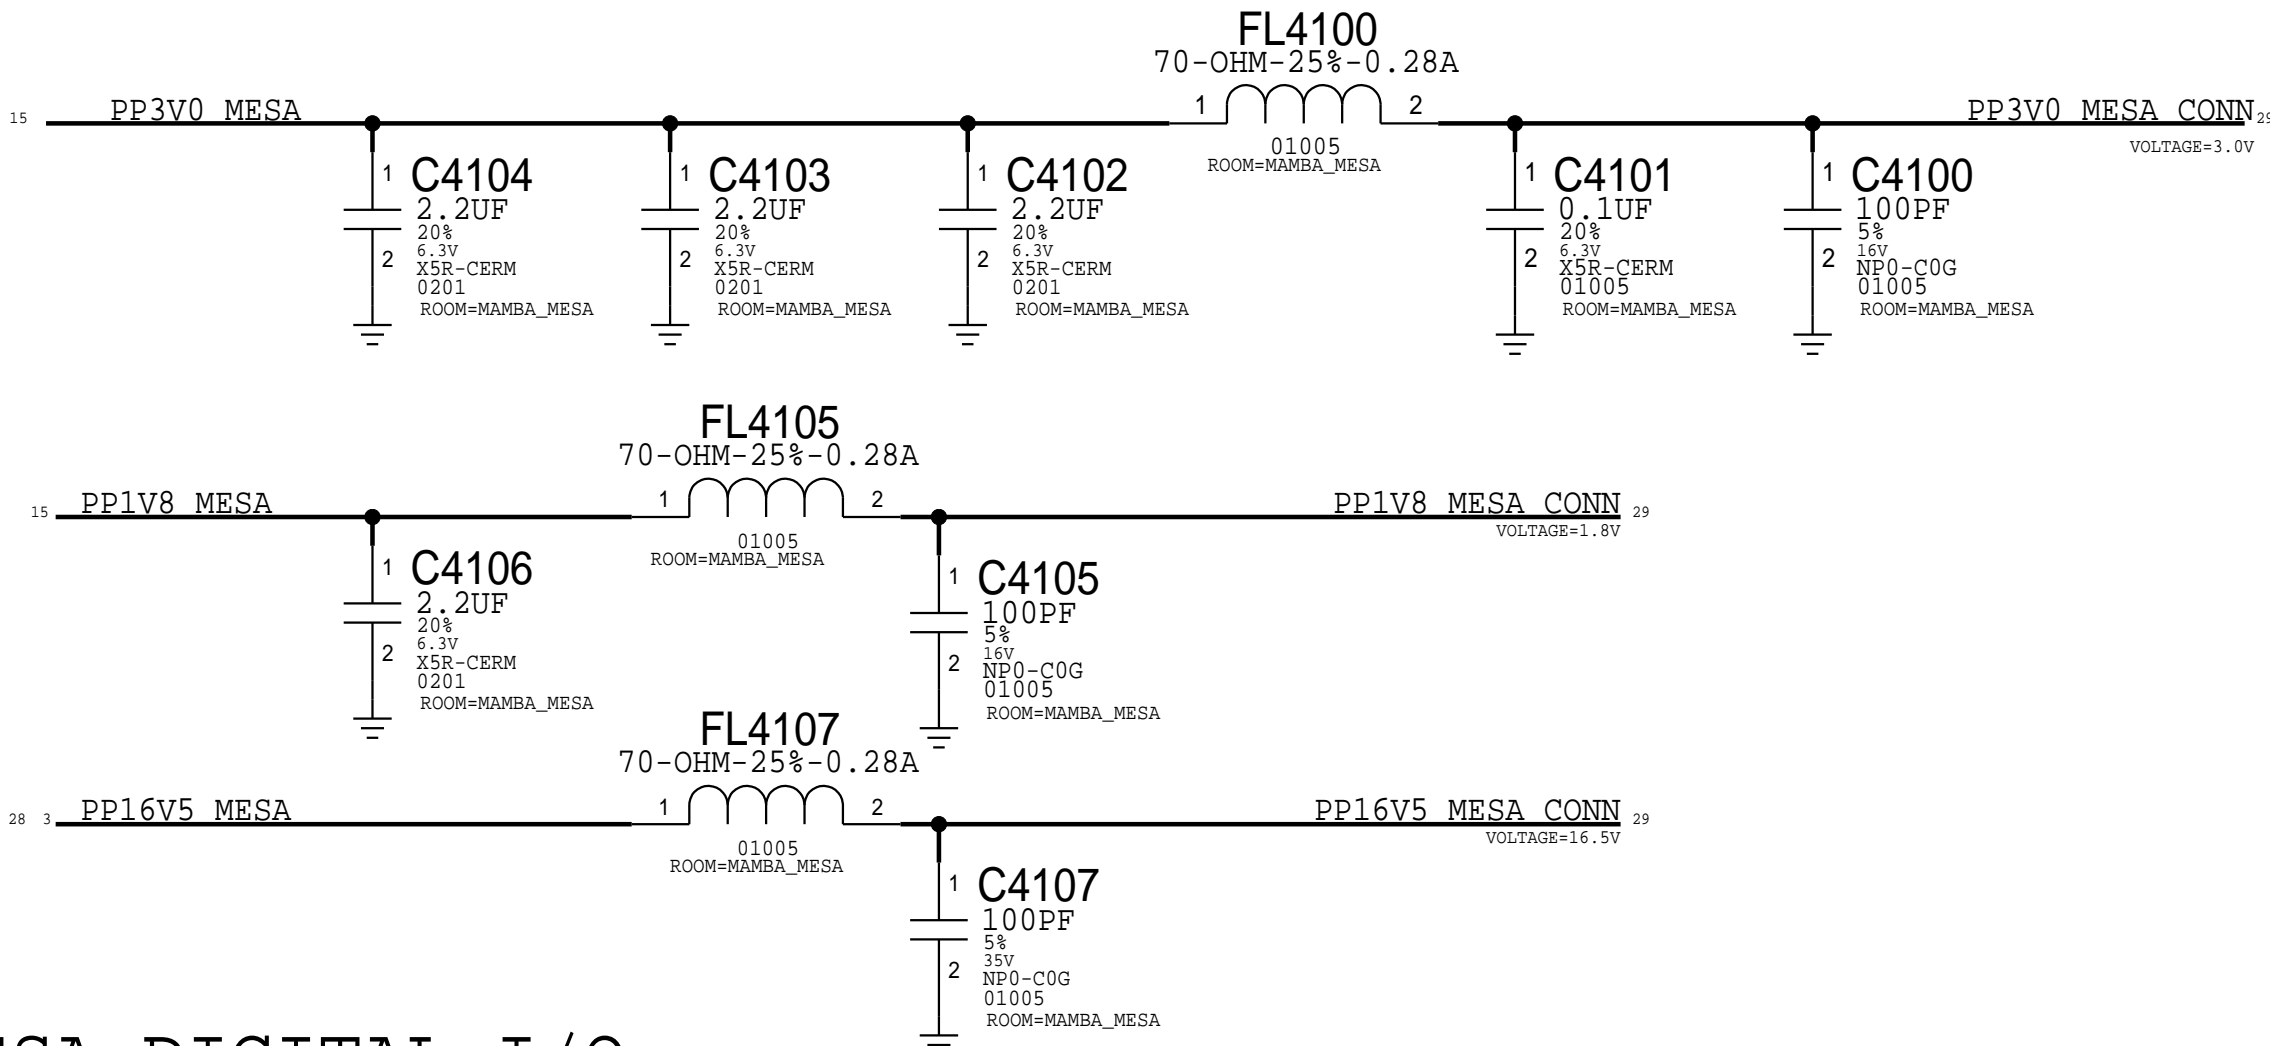 FL4100
70-OHM-25%-0.28A
15 PP3V0 MESA 1 2 PP3V0 MESA CONN 29
01005
ROOM=MAMBA_MESA
VOLTAGE=3.0V
1 C4104
2.2UF
20%
6.3V
2 X5R-CERM
0201
ROOM=MAMBA_MESA
1 C4103
2.2UF
20%
6.3V
2 X5R-CERM
0201
ROOM=MAMBA_MESA
1 C4102
2.2UF
20%
6.3V
2 X5R-CERM
0201
ROOM=MAMBA_MESA
1 C4101
0.1UF
20%
6.3V
2 X5R-CERM
01005
ROOM=MAMBA_MESA
1 C4100
100PF
5%
16V
2 NP0-C0G
01005
ROOM=MAMBA_MESA
FL4105
70-OHM-25%-0.28A
15 PP1V8 MESA 1 2 PP1V8 MESA CONN 29
01005
ROOM=MAMBA_MESA
VOLTAGE=1.8V
1 C4106
2.2UF
20%
6.3V
2 X5R-CERM
0201
ROOM=MAMBA_MESA
1 C4105
100PF
5%
16V
2 NP0-C0G
01005
ROOM=MAMBA_MESA
FL4107
70-OHM-25%-0.28A
28 3 PP16V5 MESA 1 2 PP16V5 MESA CONN 29
01005
ROOM=MAMBA_MESA
VOLTAGE=16.5V
1 C4107
100PF
5%
35V
2 NP0-C0G
01005
ROOM=MAMBA_MESA
DIGITAL I/O